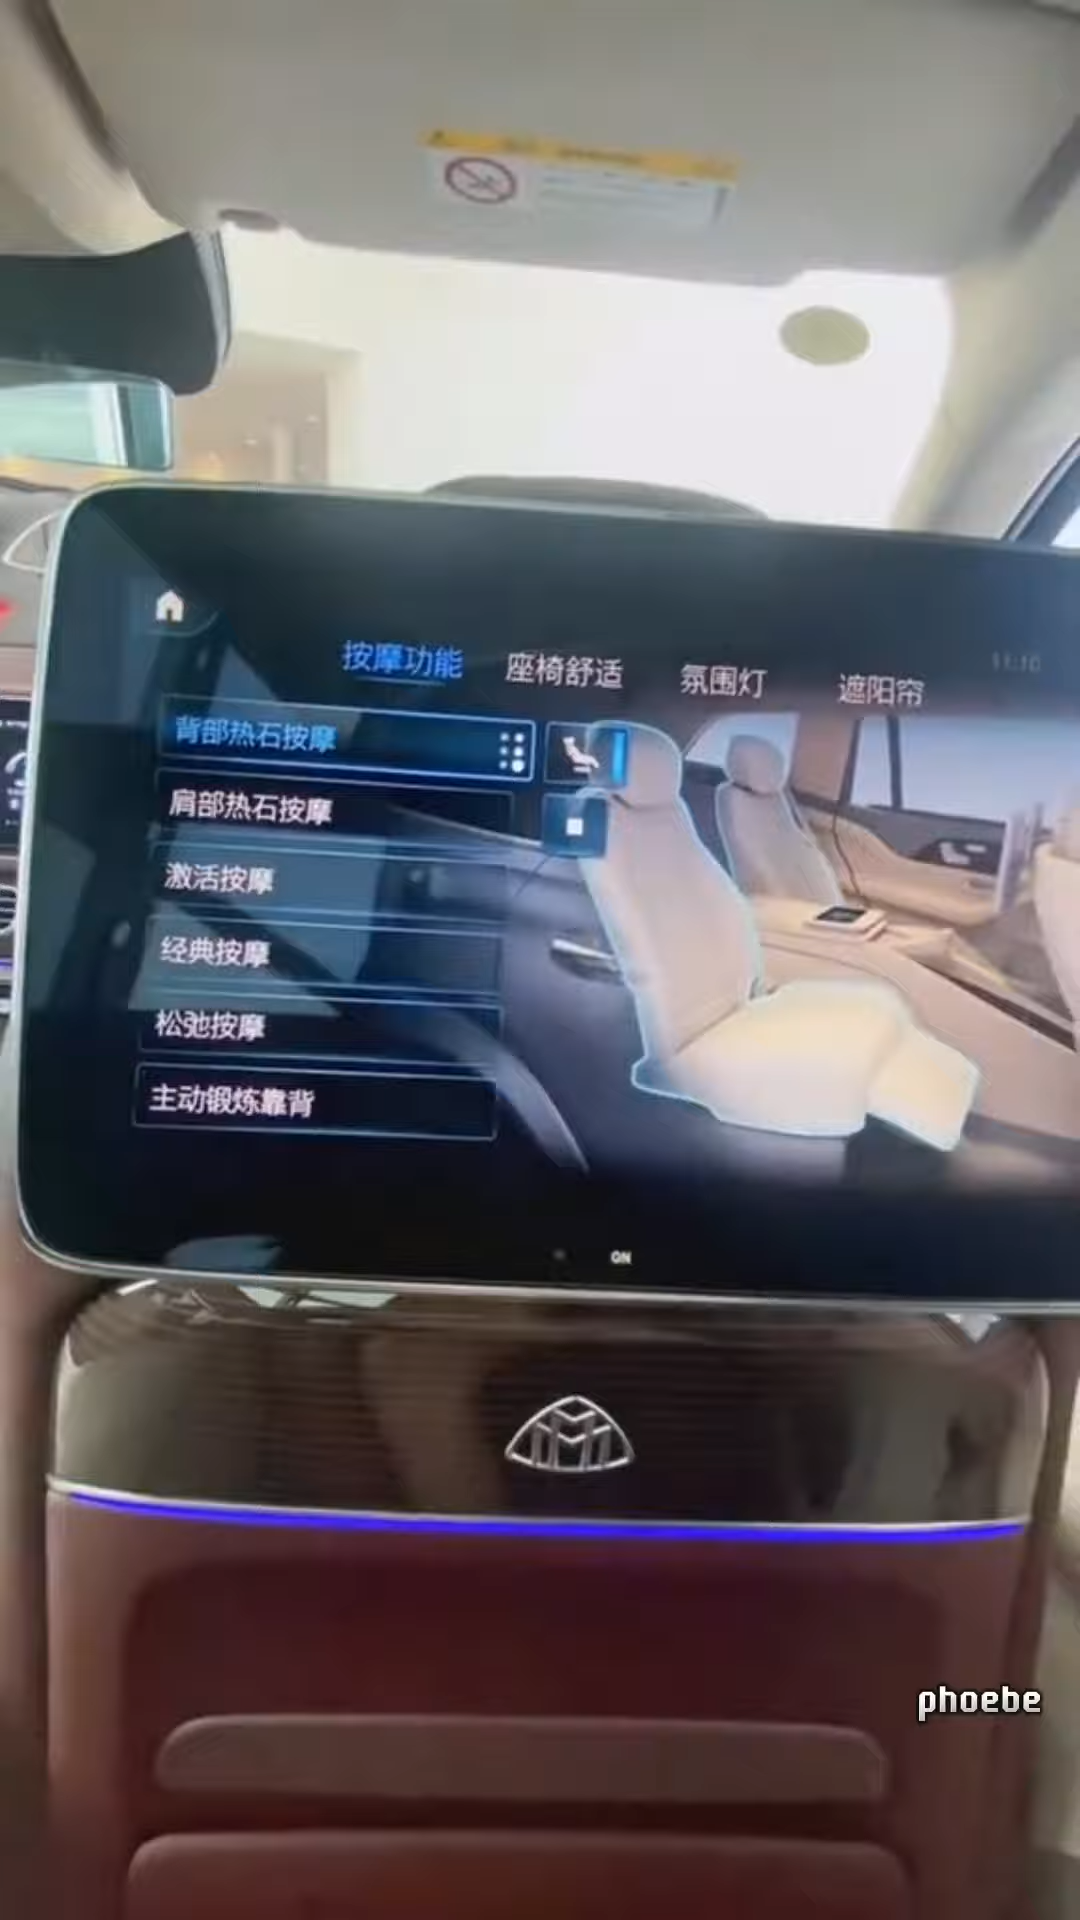 11:10
按摩功能 座椅舒适 氛围灯 遮阳帘
背部热石按摩
肩部热石按摩
激活按摩
经典按摩
松弛按摩
主动锻炼靠背
ON
phoebe